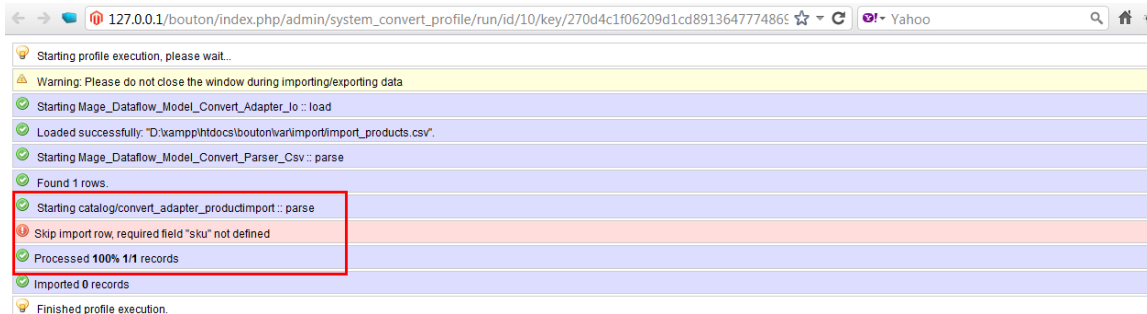 127.0.0.1/bouton/index.php/admin/system_convert_profile/run/id/10/key/270d4c1f06209d1cd8913647774869 Yahoo
Starting profile execution, please wait...
Warning: Please do not close the window during importing/exporting data
Starting Mage_Dataflow_Model_Convert_Adapter_Io :: load
Loaded successfully: "D:\xampp\htdocs\bouton\var\import/import_products.csv".
Starting Mage_Dataflow_Model_Convert_Parser_Csv :: parse
Found 1 rows.
Starting catalog/convert_adapter_productimport :: parse
Skip import row, required field "sku" not defined
Processed 100% 1/1 records
Imported 0 records
Finished profile execution.